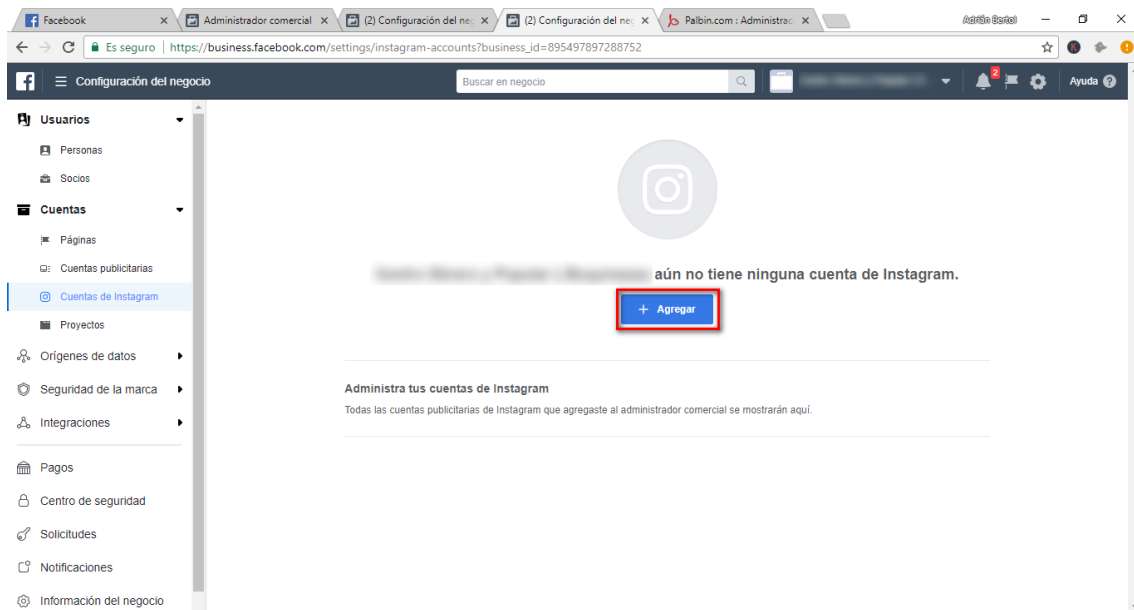 Facebook
Administrador comercial
(2) Configuración del neg
(2) Configuración del neg
Palbin.com : Administraci
Adrián Bertol
Es seguro
https://business.facebook.com/settings/instagram-accounts?business_id=895497897288752
Configuración del negocio
Buscar en negocio
2
Ayuda
Usuarios
Personas
Socios
Cuentas
Páginas
Cuentas publicitarias
Cuentas de Instagram
Proyectos
Orígenes de datos
Seguridad de la marca
Integraciones
Pagos
Centro de seguridad
Solicitudes
Notificaciones
Información del negocio
aún no tiene ninguna cuenta de Instagram.
+ Agregar
Administra tus cuentas de Instagram
Todas las cuentas publicitarias de Instagram que agregaste al administrador comercial se mostrarán aquí.